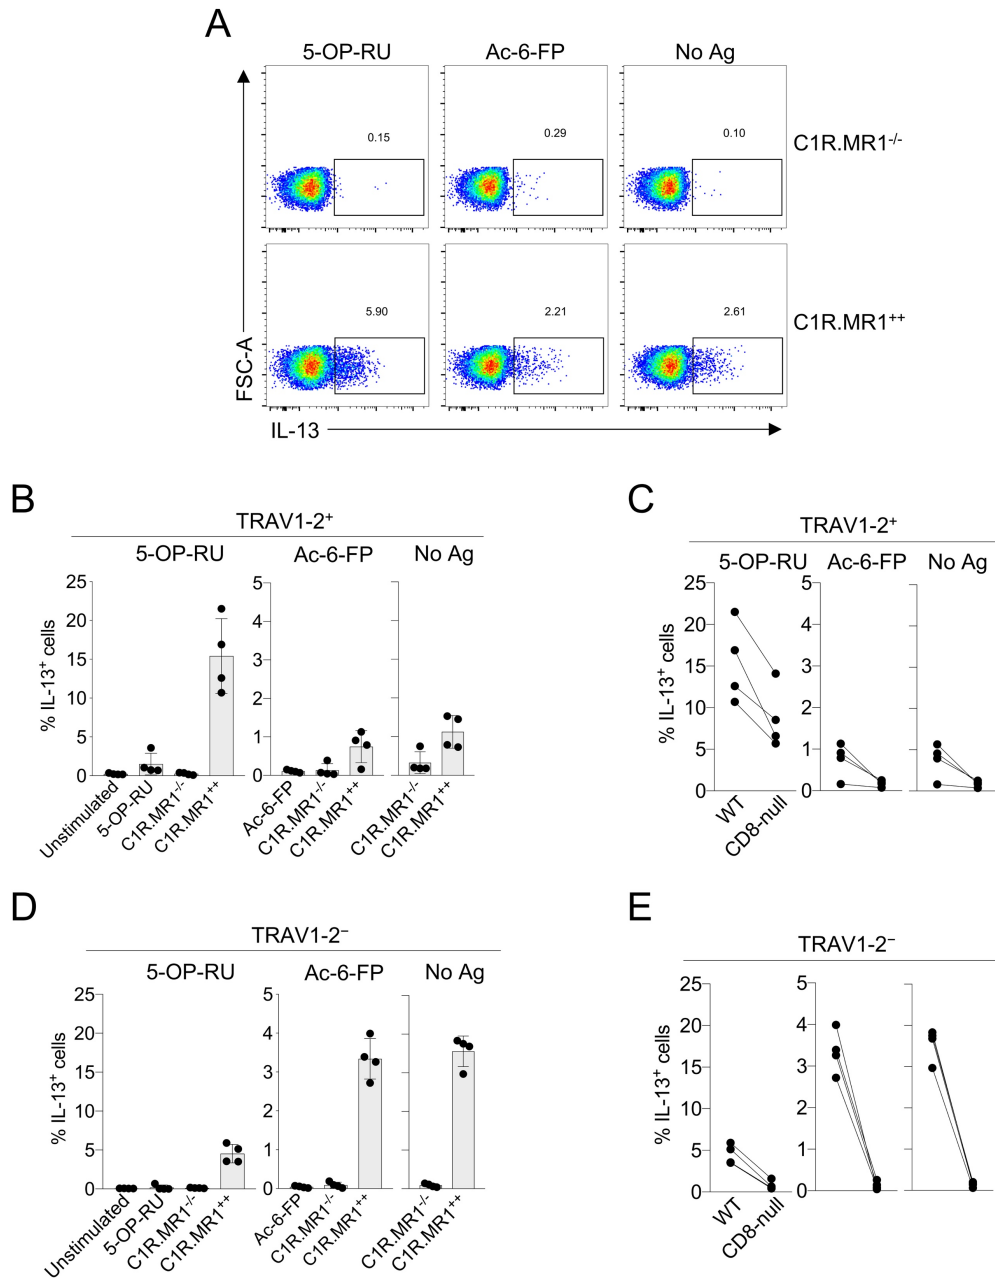 A
5-OP-RU Ac-6-FP No Ag
0.15 0.29 0.10
C1R.MR1-/-
5.90 2.21 2.61
C1R.MR1++
FSC-A
IL-13
B
TRAV1-2+
5-OP-RU Ac-6-FP No Ag
% IL-13+ cells
25 20 15 10 5 0
5 4 3 2 1 0
Unstimulated 5-OP-RU C1R.MR1-/- C1R.MR1++
Ac-6-FP C1R.MR1-/- C1R.MR1++
C1R.MR1-/- C1R.MR1++
C
TRAV1-2+
5-OP-RU Ac-6-FP No Ag
% IL-13+ cells
25 20 15 10 5 0
5 4 3 2 1 0
WT CD8-null
D
TRAV1-2–
5-OP-RU Ac-6-FP No Ag
% IL-13+ cells
25 20 15 10 5 0
5 4 3 2 1 0
Unstimulated 5-OP-RU C1R.MR1-/- C1R.MR1++
Ac-6-FP C1R.MR1-/- C1R.MR1++
C1R.MR1-/- C1R.MR1++
E
TRAV1-2–
% IL-13+ cells
25 20 15 10 5 0
5 4 3 2 1 0
WT CD8-null